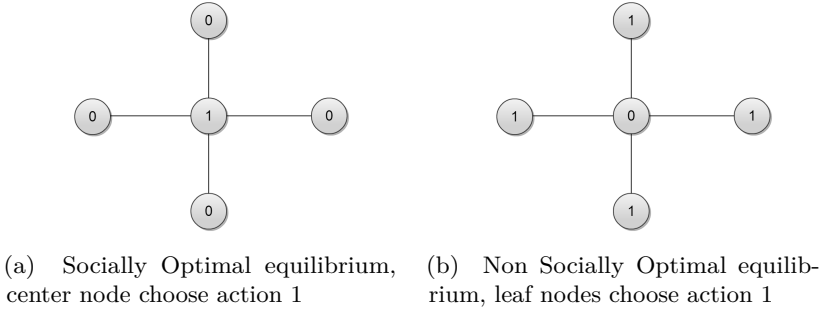 0
1
0
1
0
1
0
1
0
1
(a) Socially Optimal equilibrium,
center node choose action 1
(b) Non Socially Optimal equilib-
rium, leaf nodes choose action 1